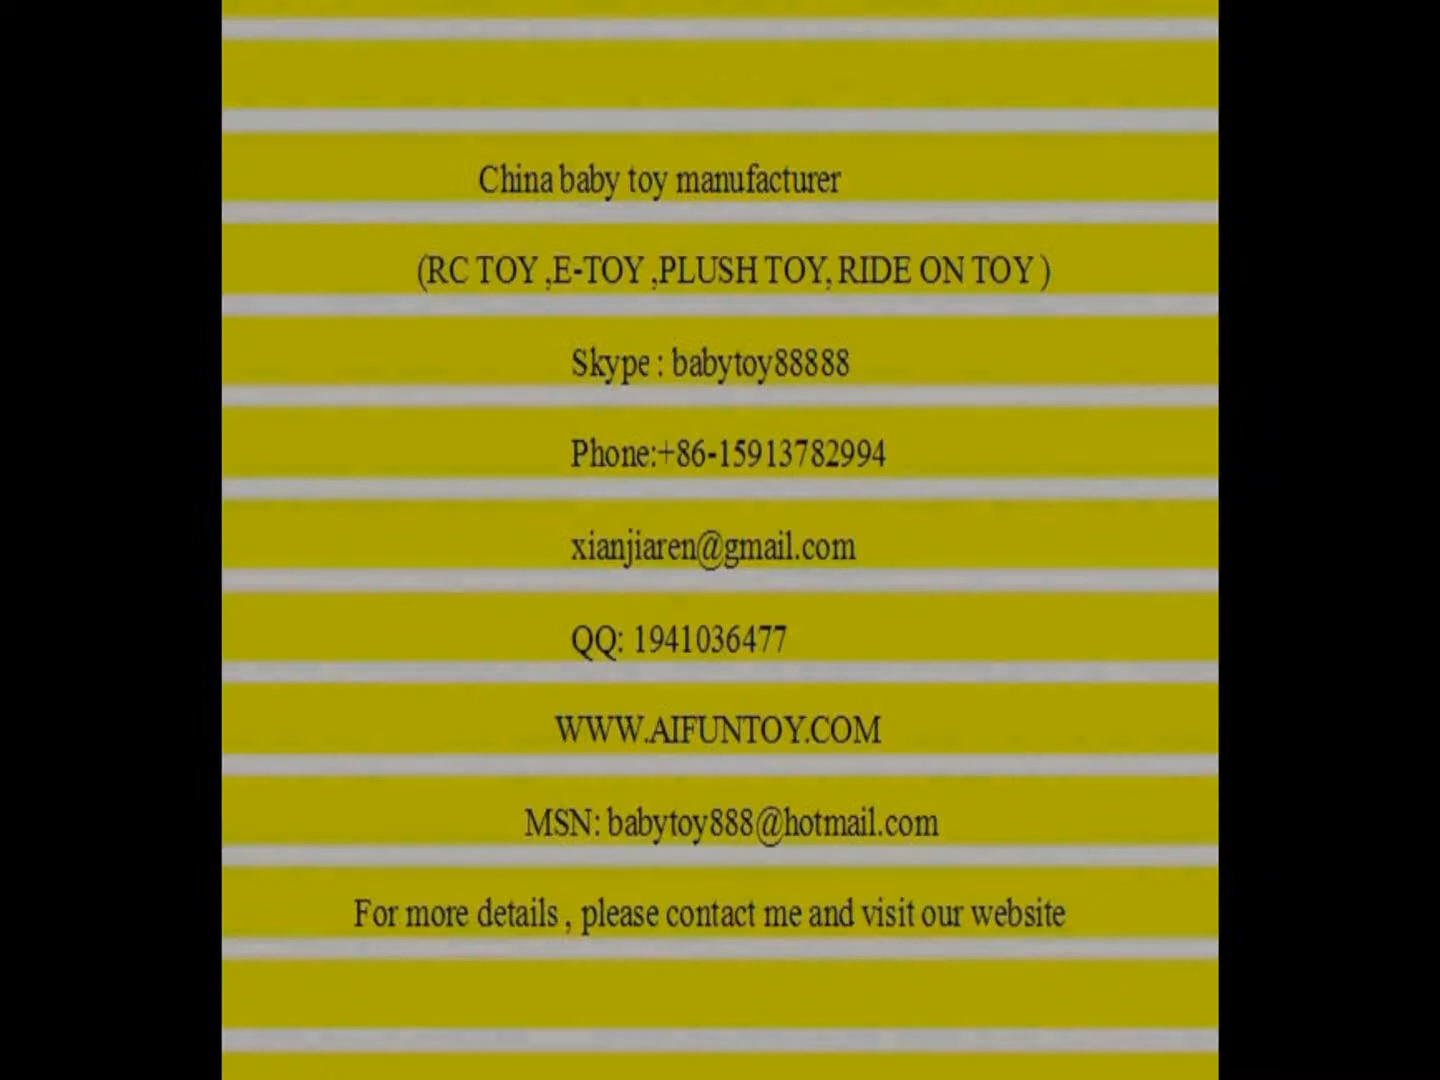 China baby toy manufacturer
(RC TOY ,E-TOY ,PLUSH TOY, RIDE ON TOY )
Skype : babytoy88888
Phone:+86-15913782994
xianjiaren@gmail.com
QQ: 1941036477
WWW.AIFUNTOY.COM
MSN: babytoy888@hotmail.com
For more details , please contact me and visit our website